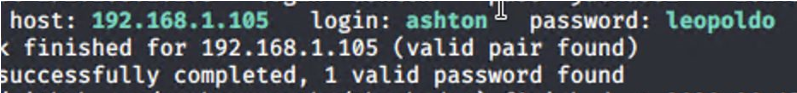 host: 192.168.1.105 login: ashton password: leopoldo
k finished for 192.168.1.105 (valid pair found)
successfully completed, 1 valid password found